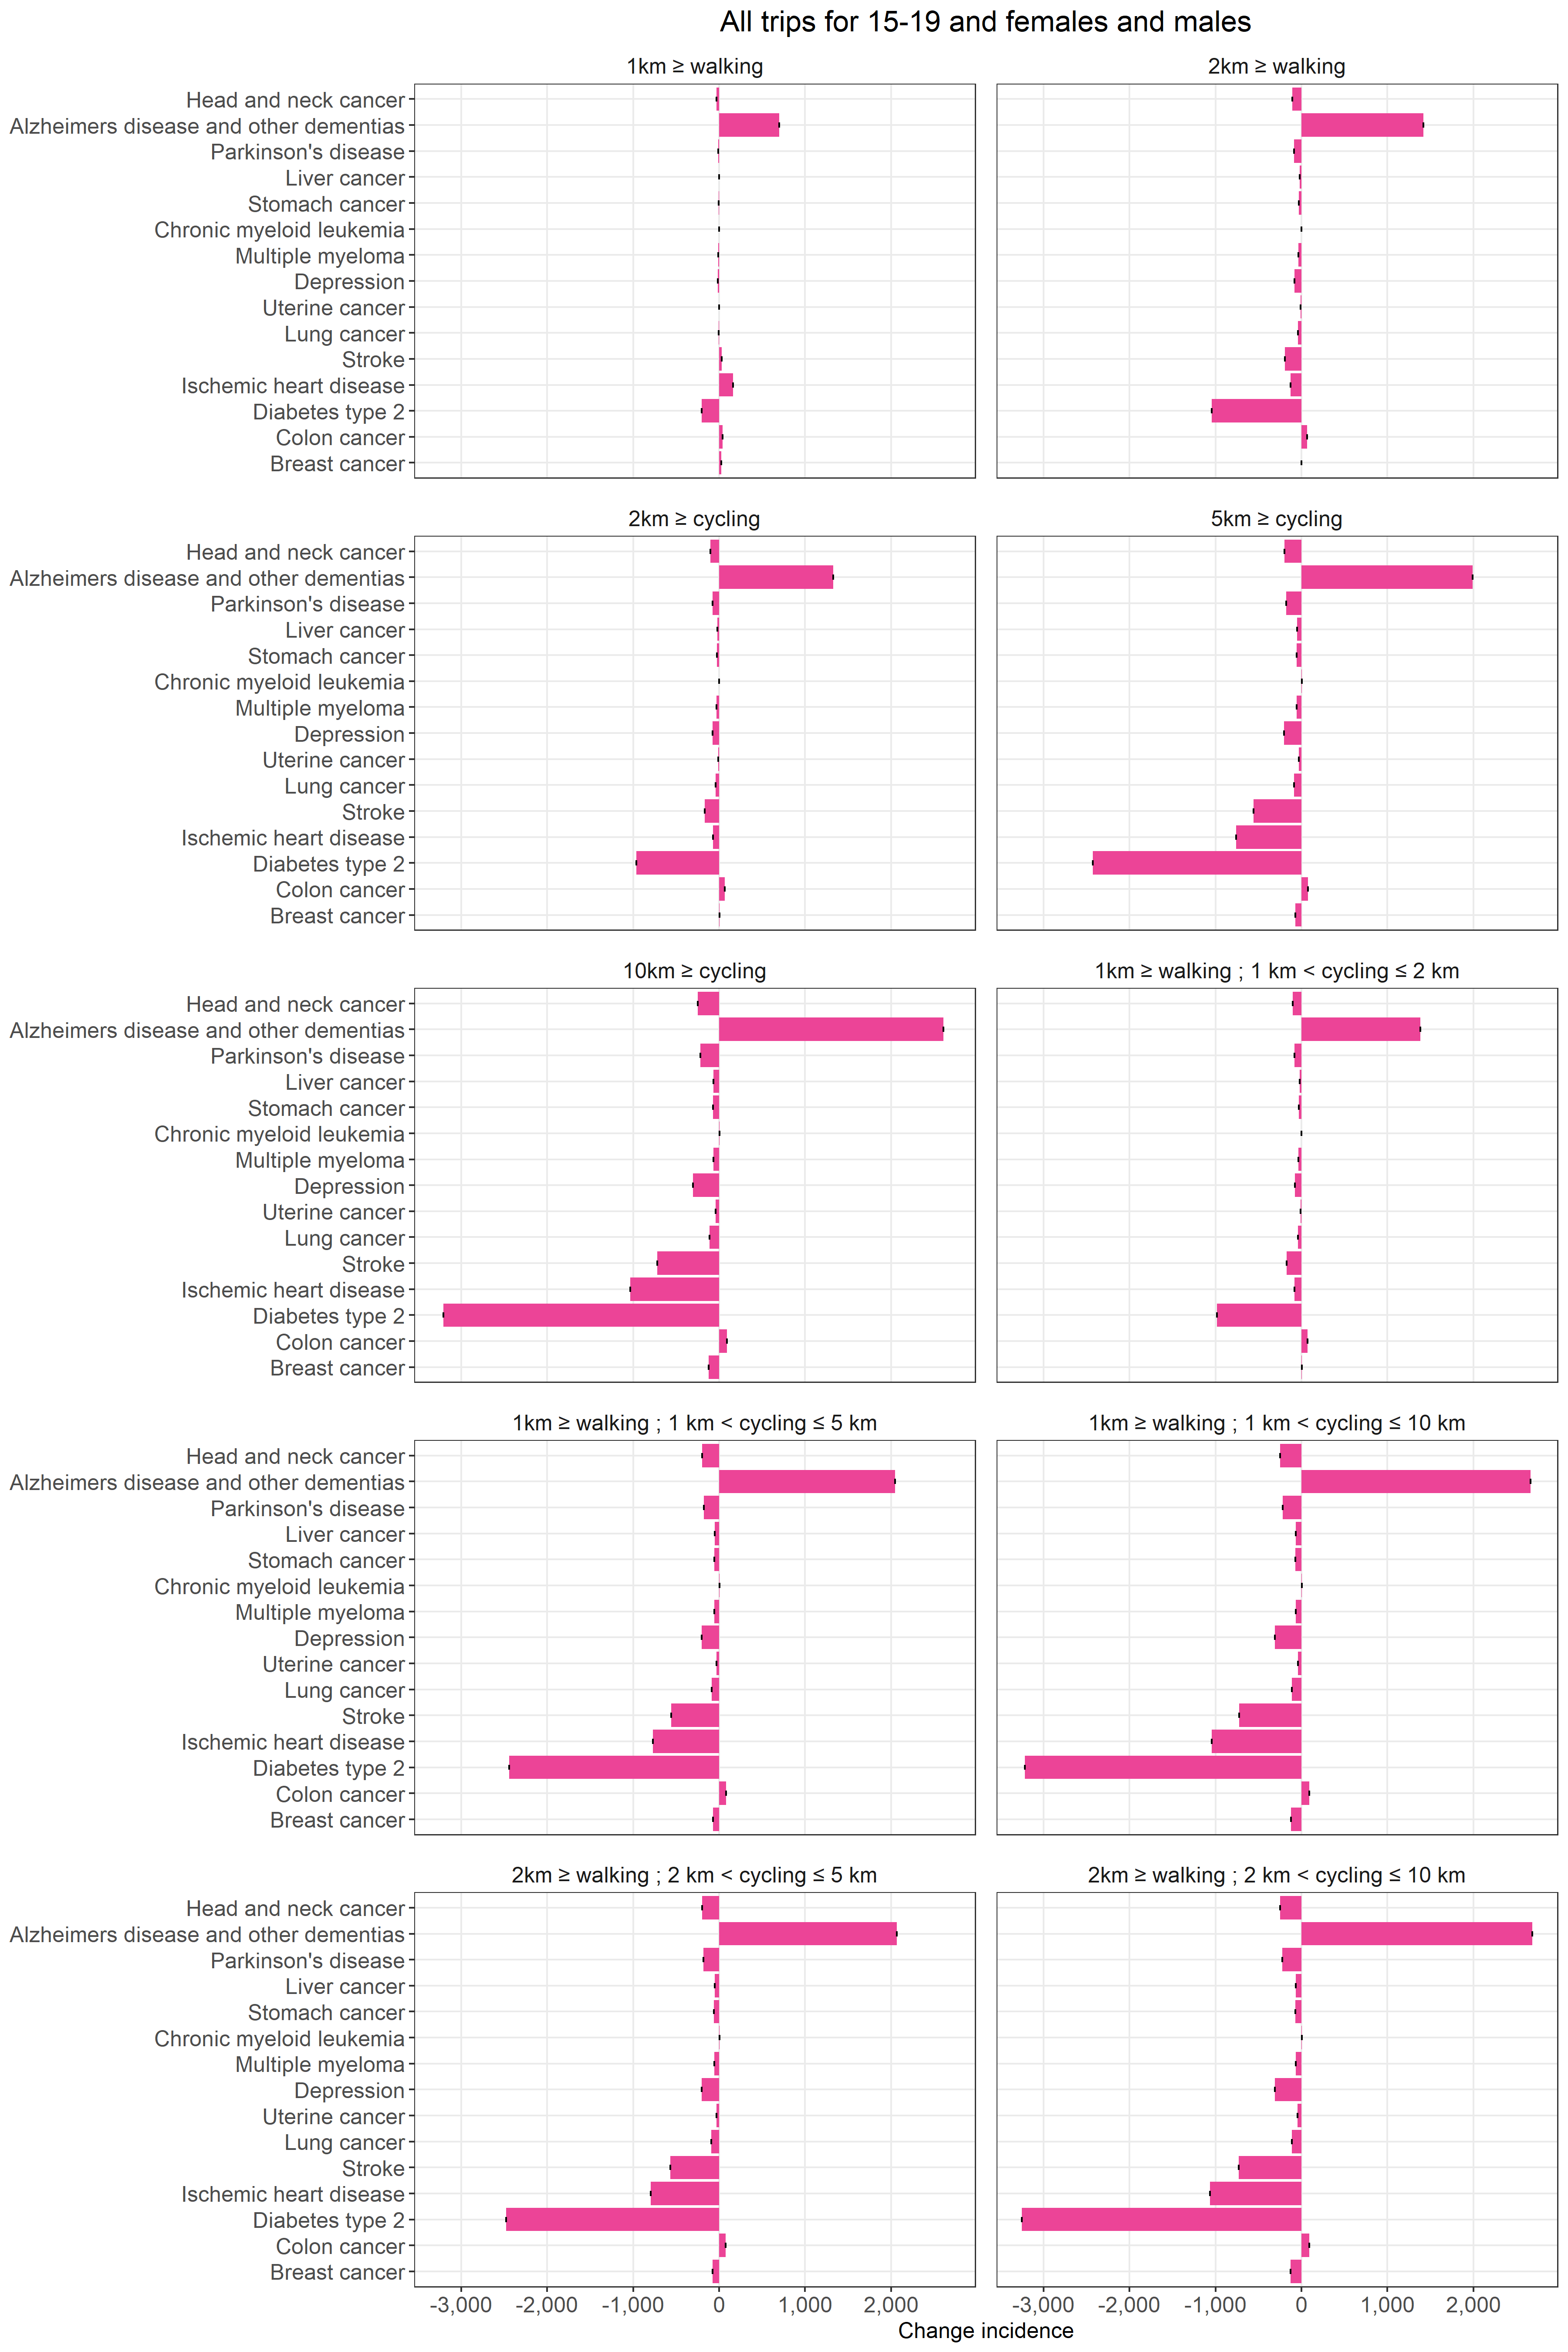 All trips for 15-19 and females and males
1km ≥ walking
2km ≥ walking
Head and neck cancer
Alzheimers disease and other dementias
Parkinson's disease
Liver cancer
Stomach cancer
Chronic myeloid leukemia
Multiple myeloma
Depression
Uterine cancer
Lung cancer
Stroke
Ischemic heart disease
Diabetes type 2
Colon cancer
Breast cancer
2km ≥ cycling
5km ≥ cycling
Head and neck cancer
Alzheimers disease and other dementias
Parkinson's disease
Liver cancer
Stomach cancer
Chronic myeloid leukemia
Multiple myeloma
Depression
Uterine cancer
Lung cancer
Stroke
Ischemic heart disease
Diabetes type 2
Colon cancer
Breast cancer
10km ≥ cycling
1km ≥ walking ; 1 km < cycling ≤ 2 km
Head and neck cancer
Alzheimers disease and other dementias
Parkinson's disease
Liver cancer
Stomach cancer
Chronic myeloid leukemia
Multiple myeloma
Depression
Uterine cancer
Lung cancer
Stroke
Ischemic heart disease
Diabetes type 2
Colon cancer
Breast cancer
1km ≥ walking ; 1 km < cycling ≤ 5 km
1km ≥ walking ; 1 km < cycling ≤ 10 km
Head and neck cancer
Alzheimers disease and other dementias
Parkinson's disease
Liver cancer
Stomach cancer
Chronic myeloid leukemia
Multiple myeloma
Depression
Uterine cancer
Lung cancer
Stroke
Ischemic heart disease
Diabetes type 2
Colon cancer
Breast cancer
2km ≥ walking ; 2 km < cycling ≤ 5 km
2km ≥ walking ; 2 km < cycling ≤ 10 km
Head and neck cancer
Alzheimers disease and other dementias
Parkinson's disease
Liver cancer
Stomach cancer
Chronic myeloid leukemia
Multiple myeloma
Depression
Uterine cancer
Lung cancer
Stroke
Ischemic heart disease
Diabetes type 2
Colon cancer
Breast cancer
-3,000 -2,000 -1,000 0 1,000 2,000
-3,000 -2,000 -1,000 0 1,000 2,000
Change incidence